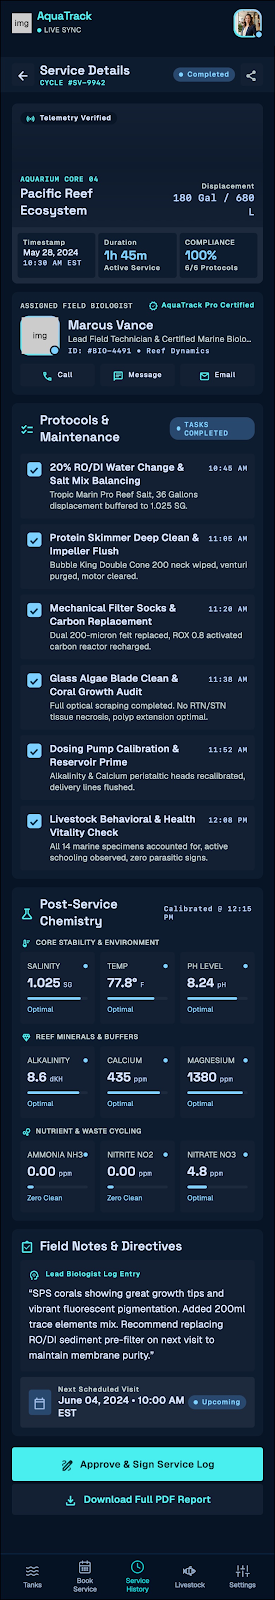 img
AquaTrack
LIVE SYNC
Service Details
CYCLE #SV-9942
Completed
Telemetry Verified
AQUARIUM CORE 04
Pacific Reef
Ecosystem
Displacement
180 Gal / 680
L
Timestamp
May 28, 2024
10:30 AM EST
Duration
1h 45m
Active Service
COMPLIANCE
100%
6/6 Protocols
ASSIGNED FIELD BIOLOGIST
AquaTrack Pro Certified
img
Marcus Vance
Lead Field Technician & Certified Marine Biolo...
ID: #BIO-4491 • Reef Dynamics
Call
Message
Email
Protocols &
Maintenance
TASKS
COMPLETED
20% RO/DI Water Change &
Salt Mix Balancing
10:45 AM
Tropic Marin Pro Reef Salt, 36 Gallons
displacement buffered to 1.025 SG.
Protein Skimmer Deep Clean &
Impeller Flush
11:05 AM
Bubble King Double Cone 200 neck wiped, venturi
purged, motor cleared.
Mechanical Filter Socks &
Carbon Replacement
11:20 AM
Dual 200-micron felt replaced, ROX 0.8 activated
carbon reactor recharged.
Glass Algae Blade Clean &
Coral Growth Audit
11:38 AM
Full optical scraping completed. No RTN/STN
tissue necrosis, polyp extension optimal.
Dosing Pump Calibration &
Reservoir Prime
11:52 AM
Alkalinity & Calcium peristaltic heads recalibrated,
delivery lines flushed.
Livestock Behavioral & Health
Vitality Check
12:08 PM
All 14 marine specimens accounted for, active
schooling observed, zero parasitic signs.
Post-Service
Chemistry
Calibrated @ 12:15
PM
CORE STABILITY & ENVIRONMENT
SALINITY
1.025 SG
Optimal
TEMP
77.8° F
Optimal
PH LEVEL
8.24 pH
Optimal
REEF MINERALS & BUFFERS
ALKALINITY
8.6 dKH
Optimal
CALCIUM
435 ppm
Optimal
MAGNESIUM
1380 ppm
Optimal
NUTRIENT & WASTE CYCLING
AMMONIA NH3
0.00 ppm
Zero Clean
NITRITE NO2
0.00 ppm
Zero Clean
NITRATE NO3
4.8 ppm
Optimal
Field Notes & Directives
Lead Biologist Log Entry
"SPS corals showing great growth tips and
vibrant fluorescent pigmentation. Added 200ml
trace elements mix. Recommend replacing
RO/DI sediment pre-filter on next visit to
maintain membrane purity."
Next Scheduled Visit
June 04, 2024 • 10:00 AM
EST
Upcoming
Approve & Sign Service Log
Download Full PDF Report
Tanks
Book
Service
Service
History
Livestock
Settings